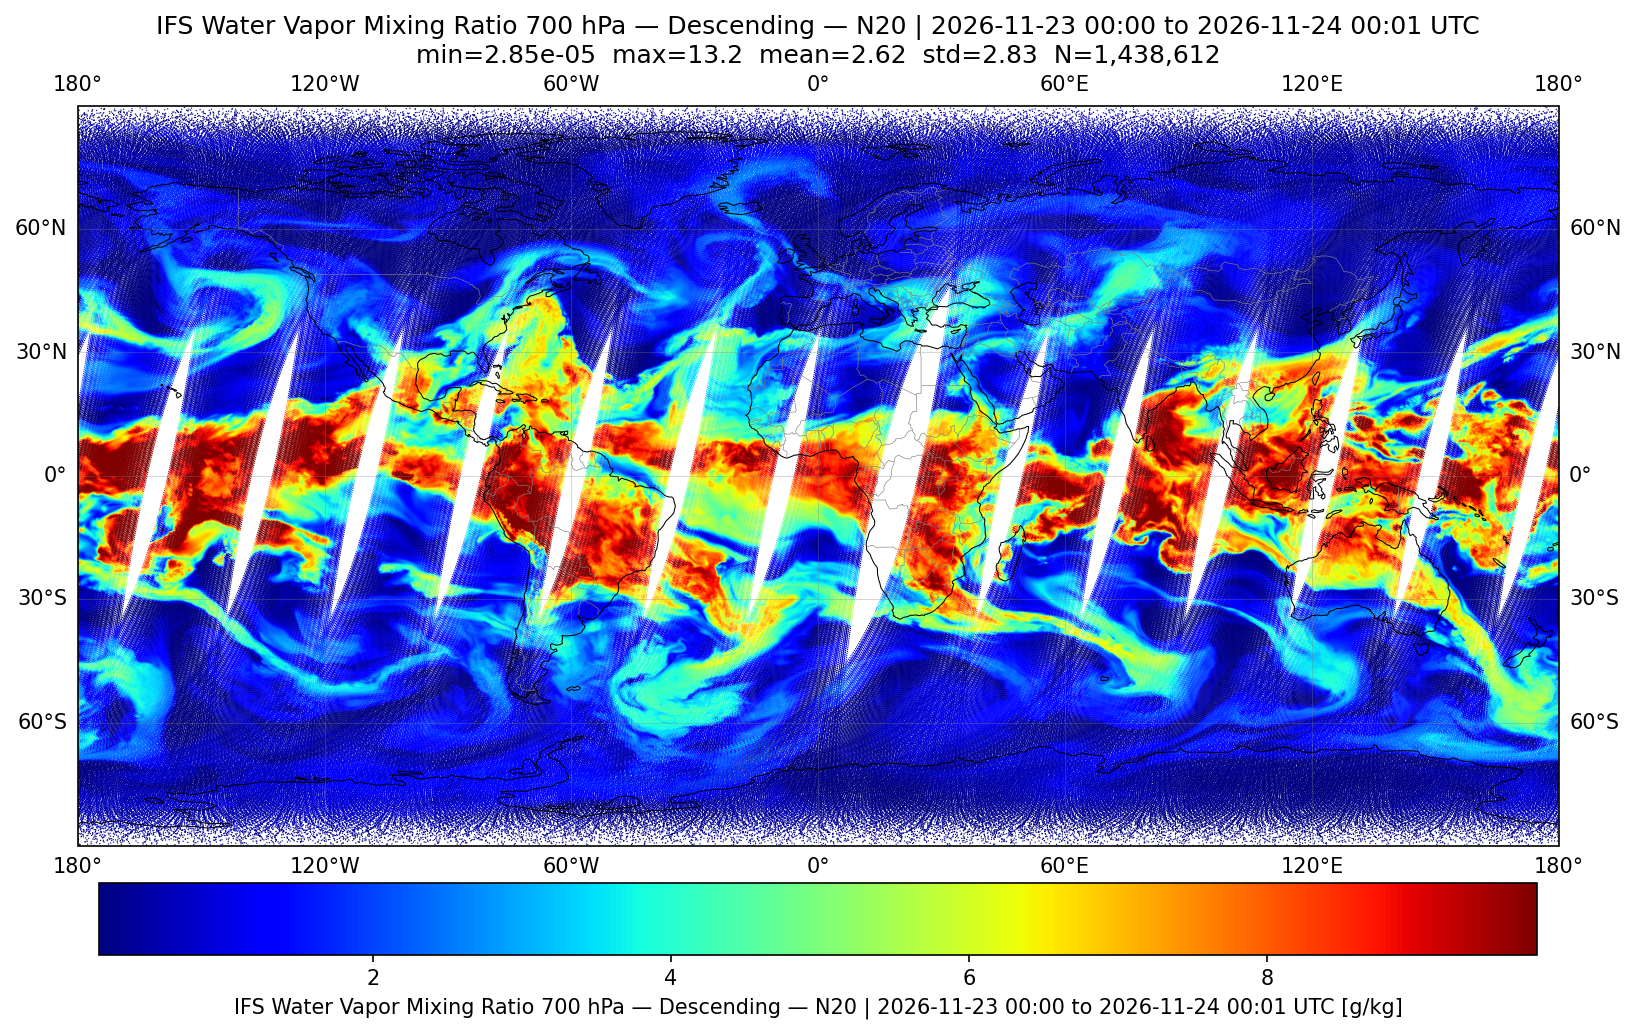 IFS Water Vapor Mixing Ratio 700 hPa — Descending — N20 | 2026-11-23 00:00 to 2026-11-24 00:01 UTC
min=2.85e-05  max=13.2  mean=2.62  std=2.83  N=1,438,612
180° 120°W 60°W 0° 60°E 120°E 180°
60°N 60°N
30°N 30°N
0° 0°
30°S 30°S
60°S 60°S
180° 120°W 60°W 0° 60°E 120°E 180°
2 4 6 8
IFS Water Vapor Mixing Ratio 700 hPa — Descending — N20 | 2026-11-23 00:00 to 2026-11-24 00:01 UTC [g/kg]